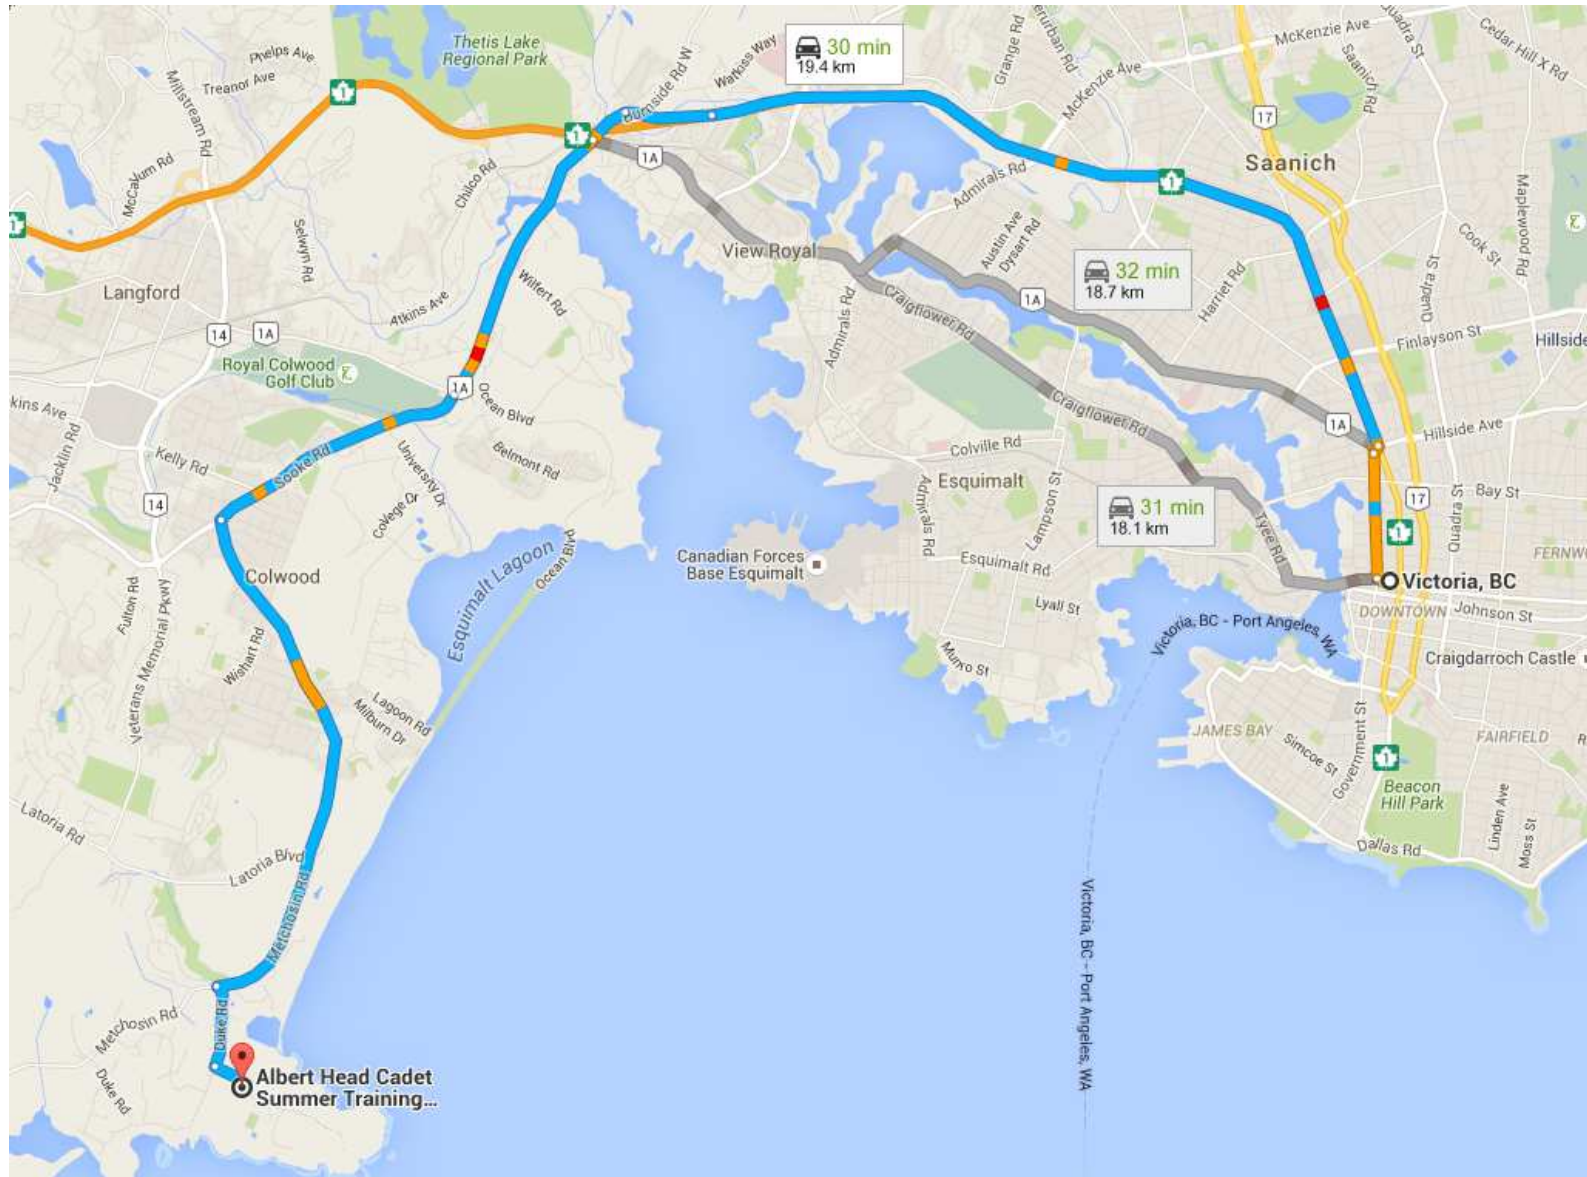 Phelps Ave
Treanor Ave
Millstream Rd
Thetis Lake
Regional Park
Burnside Rd W
Watkiss Way
30 min
19.4 km
Grange Rd
McKenzie Ave
McKenzie Ave
Saanich Rd
Quadra St
Cedar Hill X Rd
1
1
1
1A
17
1
Saanich
McCallum Rd
Chilco Rd
Selwyn Rd
Admirals Rd
Austin Ave
Dysart Rd
Maplewood Rd
Cook St
View Royal
32 min
18.7 km
Langford
Wilfert Rd
Atkins Ave
14
1A
1A
Craigflower Rd
Admirals Rd
Harriet Rd
Quadra St
Finlayson St
Hillside
Royal Colwood
Golf Club
1A
Ocean Blvd
kins Ave
Jacklin Rd
Kelly Rd
Sooke Rd
University Dr
Belmont Rd
College Dr
14
Craigflower Rd
Colville Rd
Esquimalt
Admirals Rd
Lampson St
1A
Hillside Ave
Bay St
17
Quadra St
31 min
18.1 km
Tyee Rd
1
FERNW
Canadian Forces
Base Esquimalt
Esquimalt Rd
Lyall St
Munro St
Victoria, BC
DOWNTOWN
Johnson St
Craigdarroch Castle
Colwood
Esquimalt Lagoon
Ocean Blvd
Fulton Rd
Veterans Memorial Pkwy
Wishart Rd
Lagoon Rd
Milburn Dr
Victoria, BC - Port Angeles, WA
JAMES BAY
Simcoe St
Government St
FAIRFIELD
R
1
Beacon
Hill Park
Linden Ave
Moss St
Dallas Rd
Latoria Rd
Latoria Blvd
Metchosin Rd
Victoria, BC - Port Angeles, WA
Metchosin Rd
Duke Rd
Duke Rd
Albert Head Cadet
Summer Training...